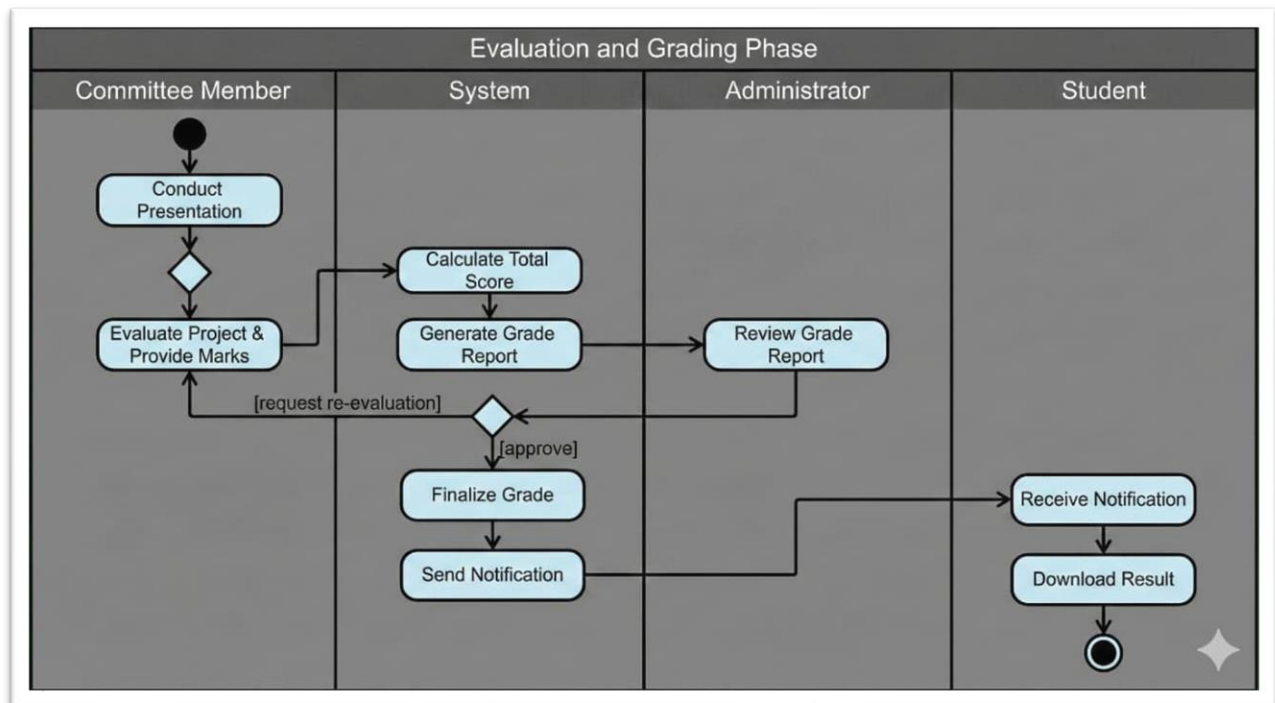 Evaluation and Grading Phase
Committee Member
System
Administrator
Student
Conduct
Presentation
Calculate Total
Score
Evaluate Project &
Provide Marks
Generate Grade
Report
Review Grade
Report
[request re-evaluation]
[approve]
Finalize Grade
Receive Notification
Send Notification
Download Result